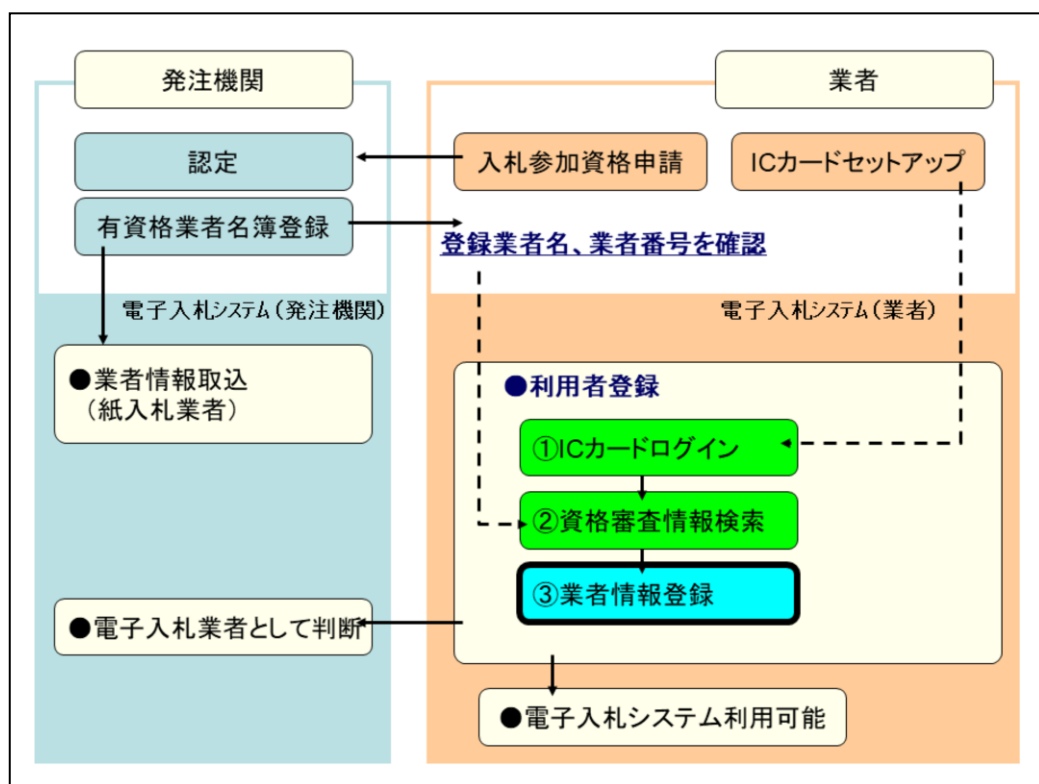 発注機関
業者
認定
入札参加資格申請
ICカードセットアップ
有資格業者名簿登録
登録業者名、業者番号を確認
電子入札システム(発注機関)
電子入札システム(業者)
●業者情報取込
(紙入札業者)
●利用者登録
①ICカードログイン
②資格審査情報検索
③業者情報登録
●電子入札業者として判断
●電子入札システム利用可能